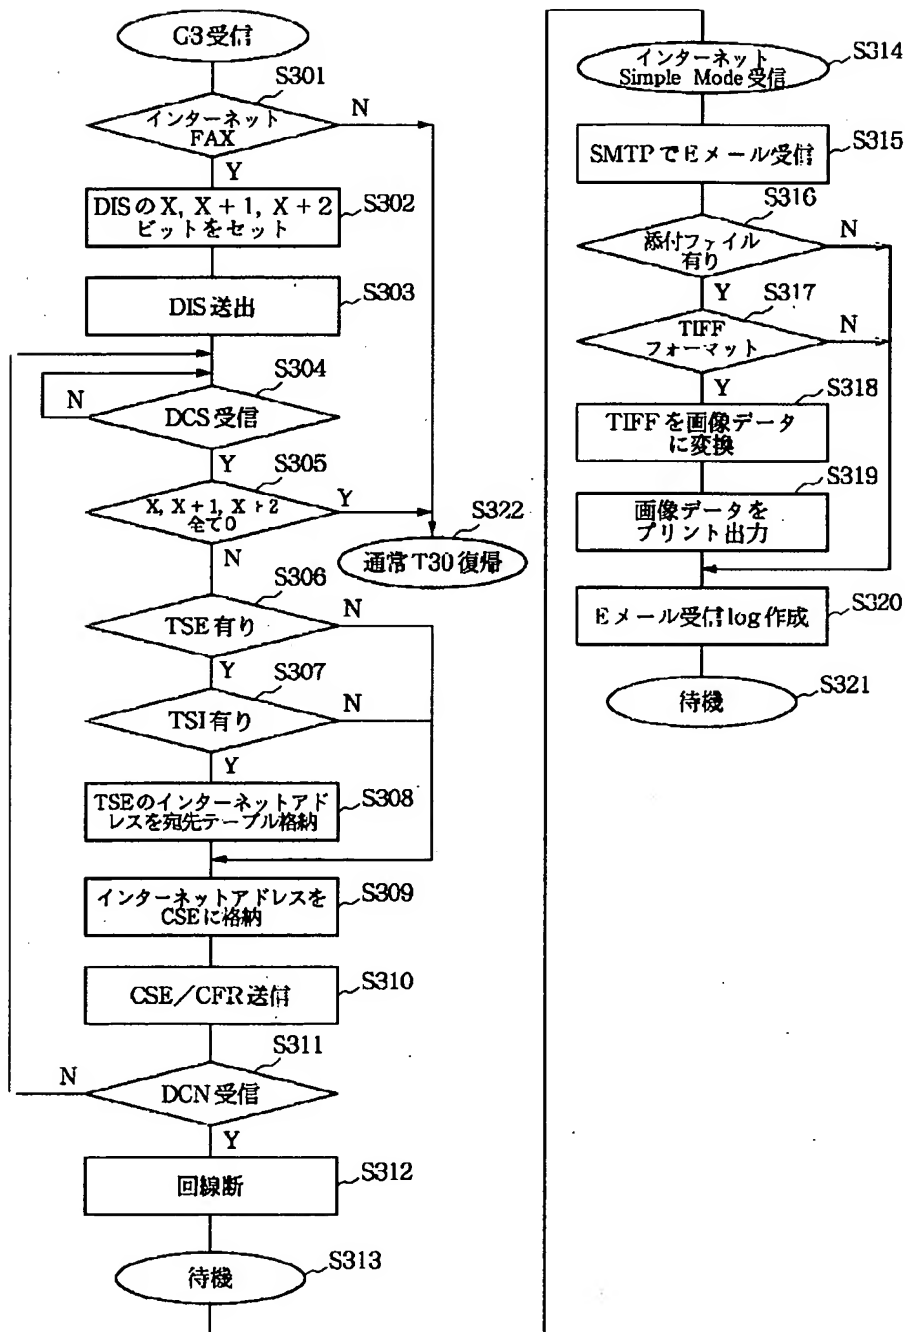 G3受信
S301
インターネット
FAX
N
Y
DISのX, X+1, X+2
ビットをセット
S302
DIS送出
S303
S304
N
DCS受信
Y
S305
X, X+1, X+2
全て0
Y
N
S322
通常T30復帰
S306
TSE有り
N
Y
S307
TSI有り
N
Y
TSEのインターネットアド
レスを宛先テーブル格納
S308
インターネットアドレスを
CSEに格納
S309
CSE/CFR送信
S310
S311
N
DCN受信
Y
回線断
S312
待機
S313
インターネット
Simple Mode受信
S314
SMTPでEメール受信
S315
S316
添付ファイル
有り
N
Y
S317
TIFF
フォーマット
N
Y
S318
TIFFを画像データ
に変換
S319
画像データを
プリント出力
Eメール受信log作成
S320
待機
S321